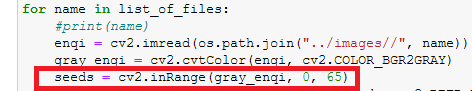 for name in list_of_files:
#print(name)
enqi = cv2.imread(os.path.join("../images//", name))
gray_enqi = cv2.cvtColor(enqi, cv2.COLOR_BGR2GRAY)
seeds = cv2.inRange(gray_enqi, 0, 65)